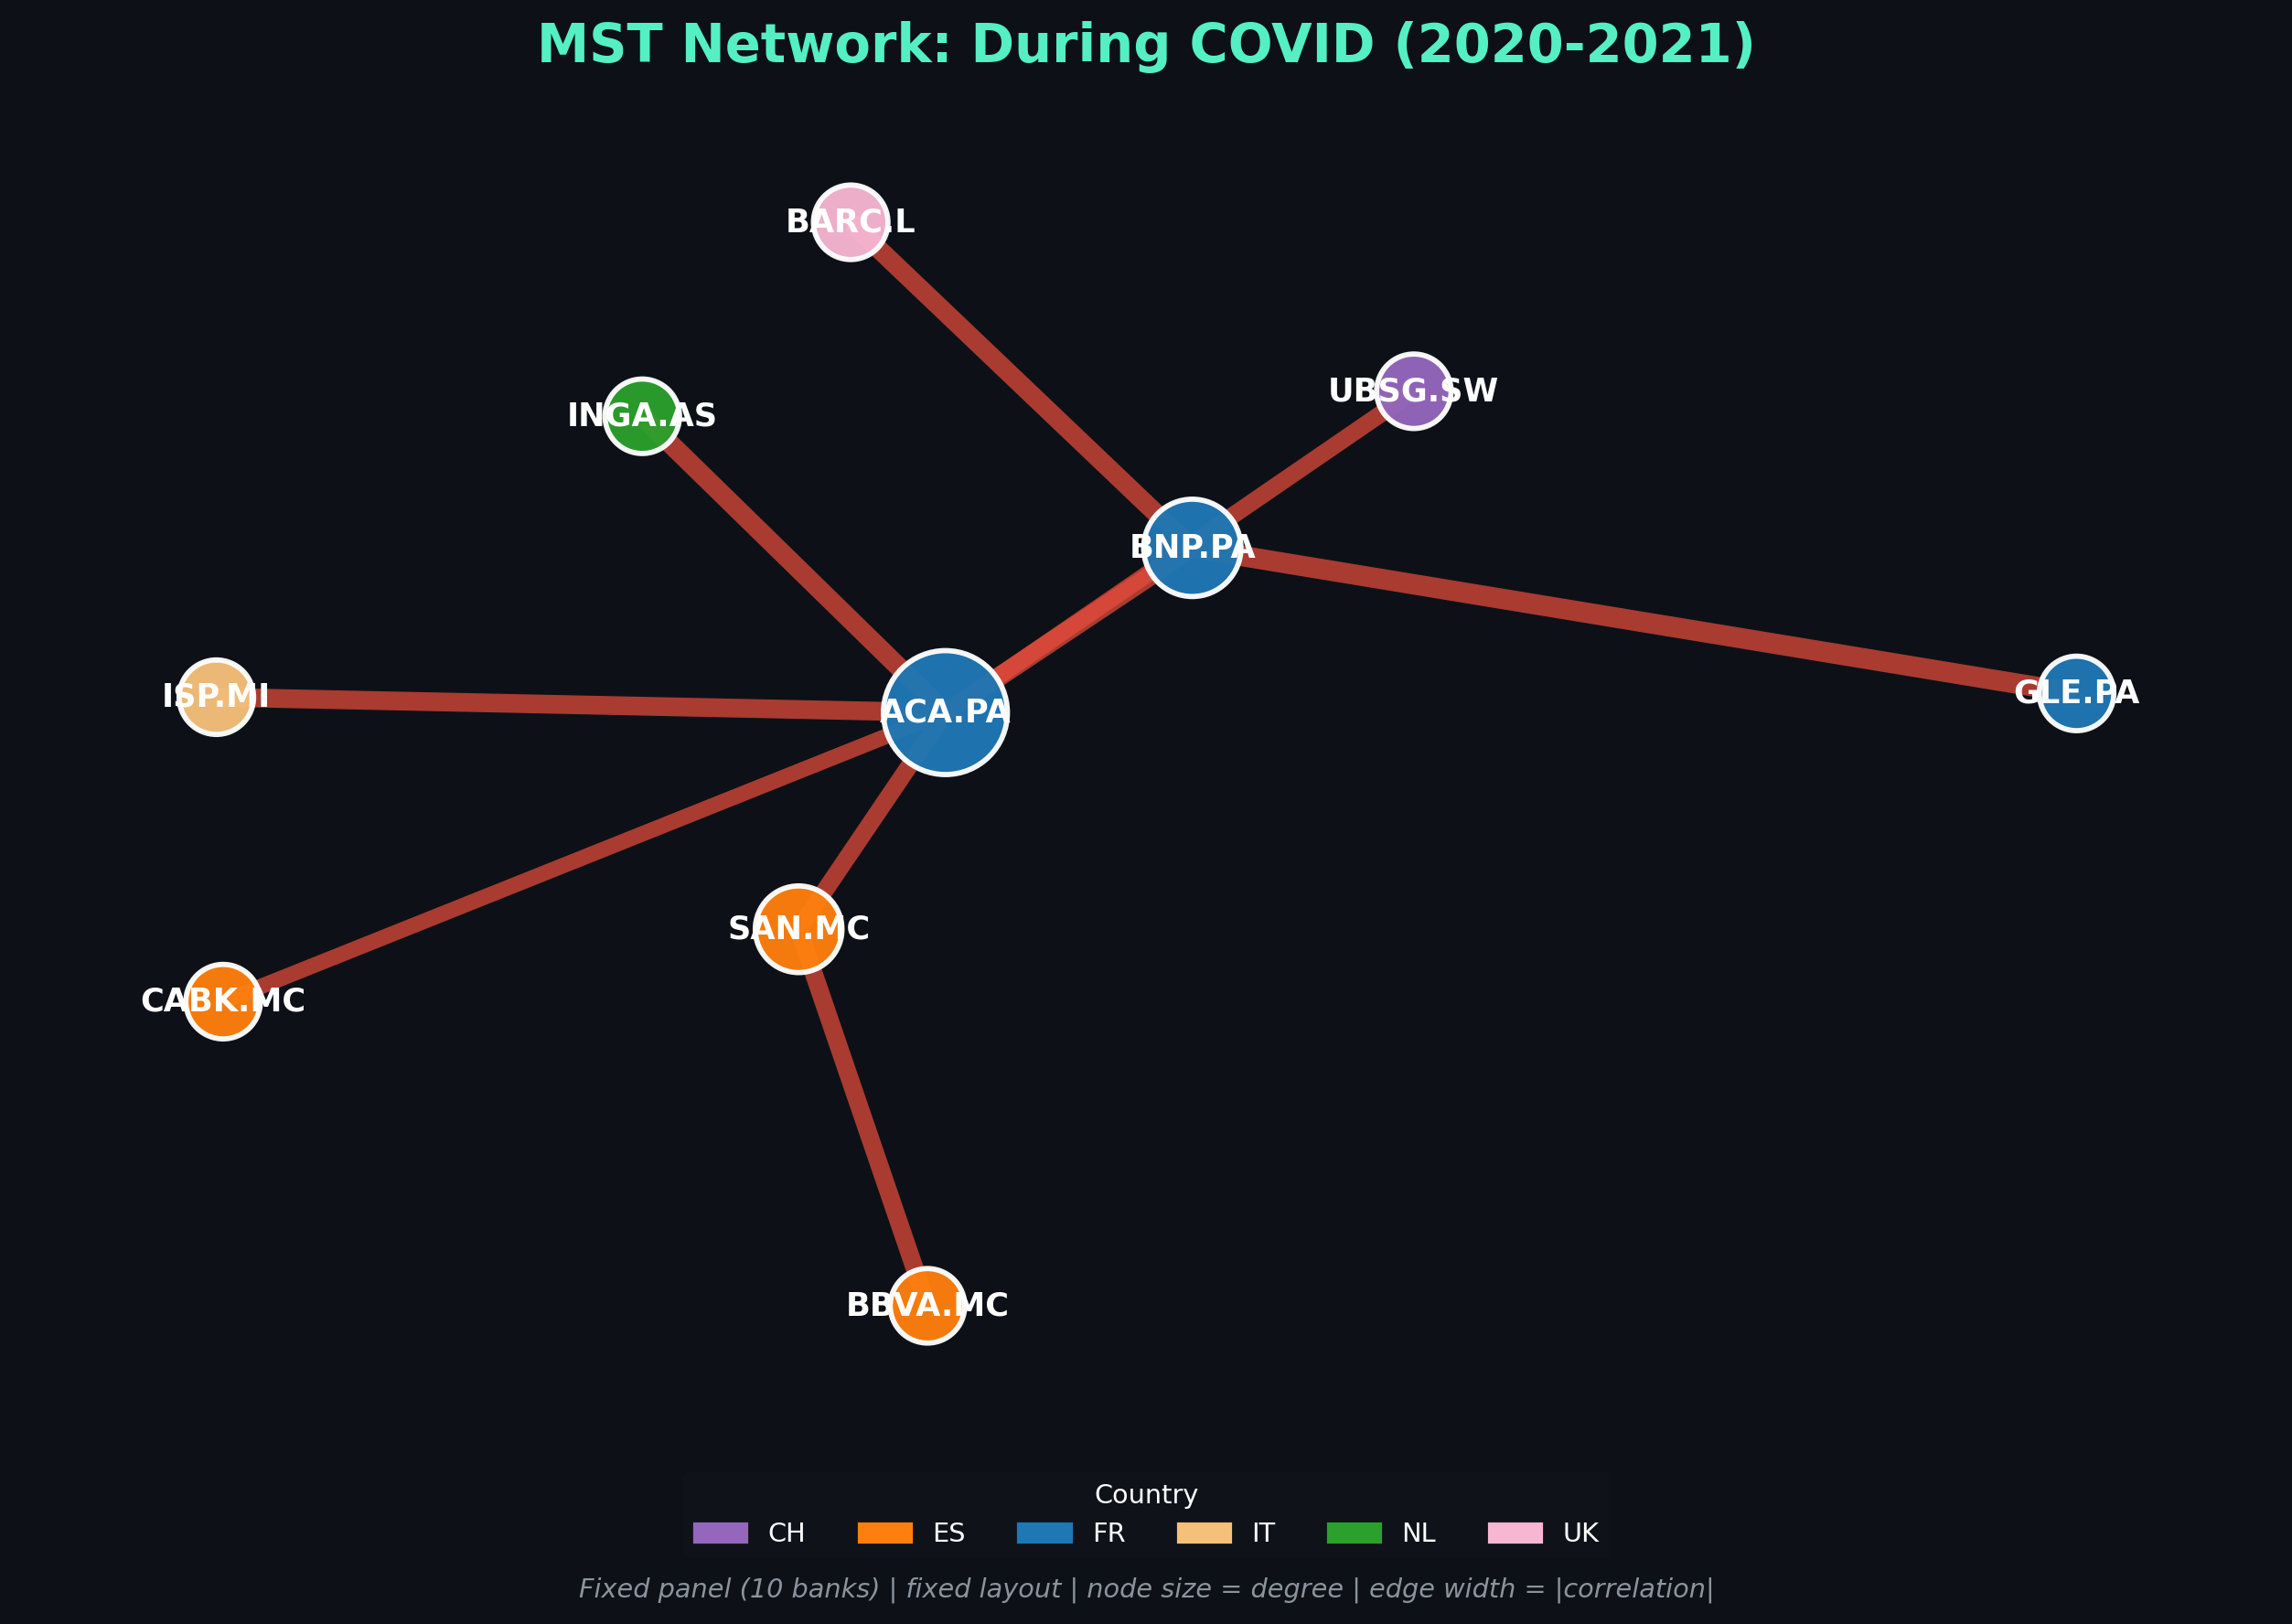 MST Network: During COVID (2020-2021)
BARC.L
UBSG.SW
INGA.AS
BNP.PA
ISP.MI
GLE.PA
ACA.PA
SAN.MC
CABK.MC
BBVA.MC
Country
CH ES FR IT NL UK
Fixed panel (10 banks) | fixed layout | node size = degree | edge width = |correlation|